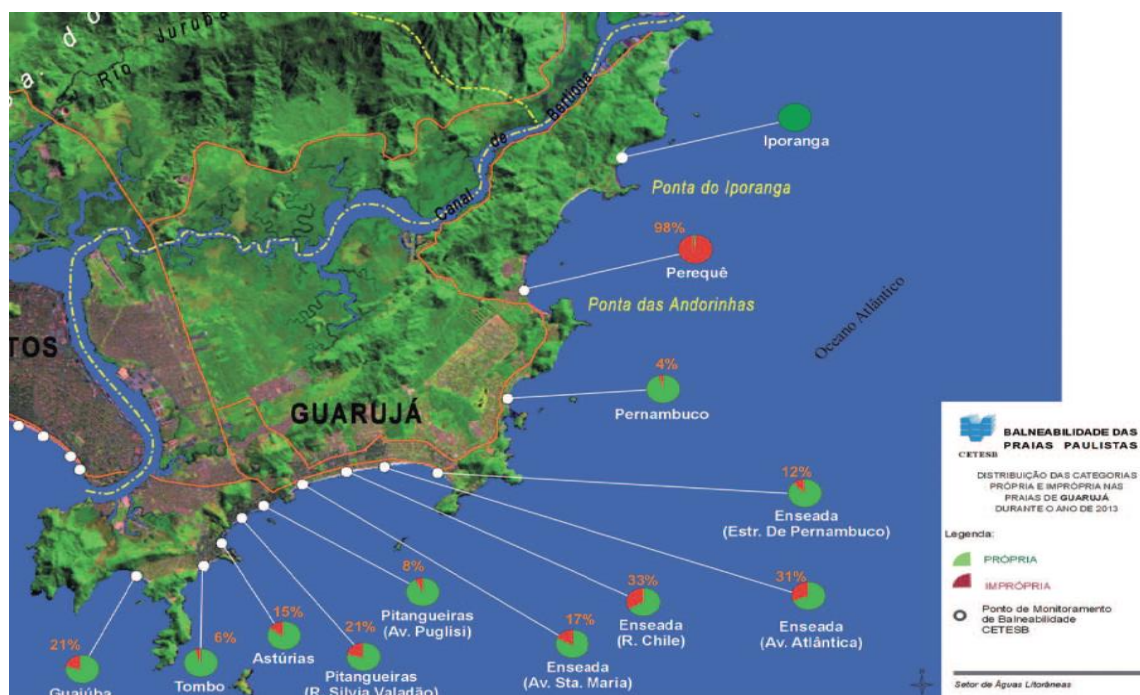 d o
a.
Rio Jurubá
Canal de Bertioga
Iporanga
Ponta do Iporanga
98%
Perequê
Ponta das Andorinhas
Oceano Atlântico
TOS
4%
Pernambuco
GUARUJÁ
12%
Enseada
(Estr. De Pernambuco)
31%
Enseada
(Av. Atlântica)
33%
Enseada
(R. Chile)
17%
Enseada
(Av. Sta. Maria)
8%
Pitangueiras
(Av. Puglisi)
21%
Pitangueiras
(R. Silvia Valadão)
15%
Astúrias
6%
Tombo
21%
Guaiúba
CETESB
BALNEABILIDADE DAS
PRAIAS PAULISTAS
DISTRIBUIÇÃO DAS CATEGORIAS
PRÓPRIA E IMPRÓPRIA NAS
PRAIAS DE GUARUJÁ
DURANTE O ANO DE 2013
Legenda:
PRÓPRIA
IMPRÓPRIA
Ponto de Monitoramento
de Balneabilidade
CETESB
Setor de Águas Litorâneas